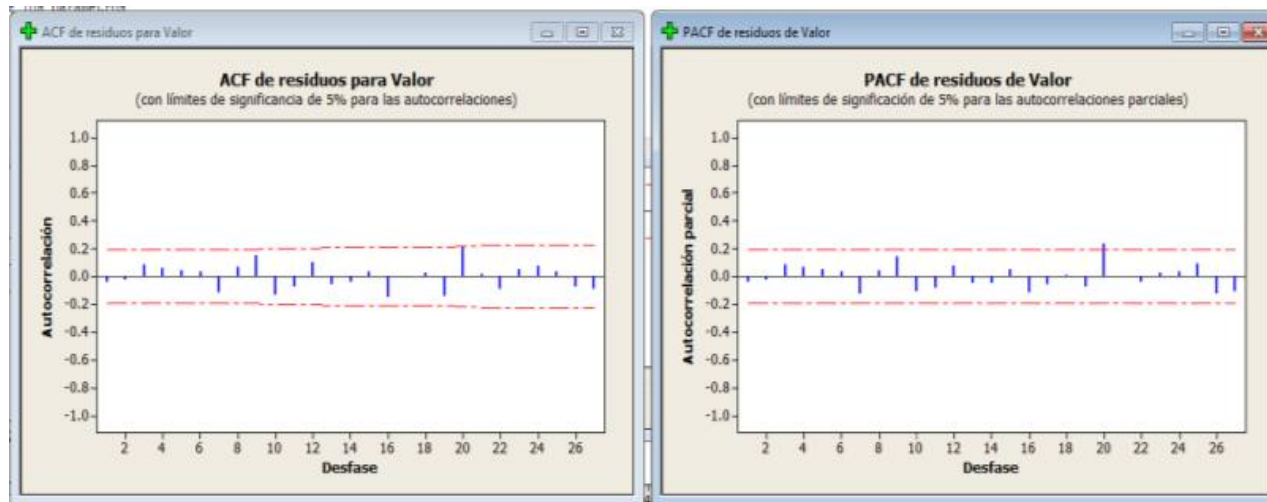 ACF de residuos para Valor
ACF de residuos para Valor
(con límites de significancia de 5% para las autocorrelaciones)
Autocorrelación
1.0
0.8
0.6
0.4
0.2
0.0
-0.2
-0.4
-0.6
-0.8
-1.0
2 4 6 8 10 12 14 16 18 20 22 24 26
Desfase
PACF de residuos de Valor
PACF de residuos de Valor
(con límites de significación de 5% para las autocorrelaciones parciales)
Autocorrelación parcial
1.0
0.8
0.6
0.4
0.2
0.0
-0.2
-0.4
-0.6
-0.8
-1.0
2 4 6 8 10 12 14 16 18 20 22 24 26
Desfase